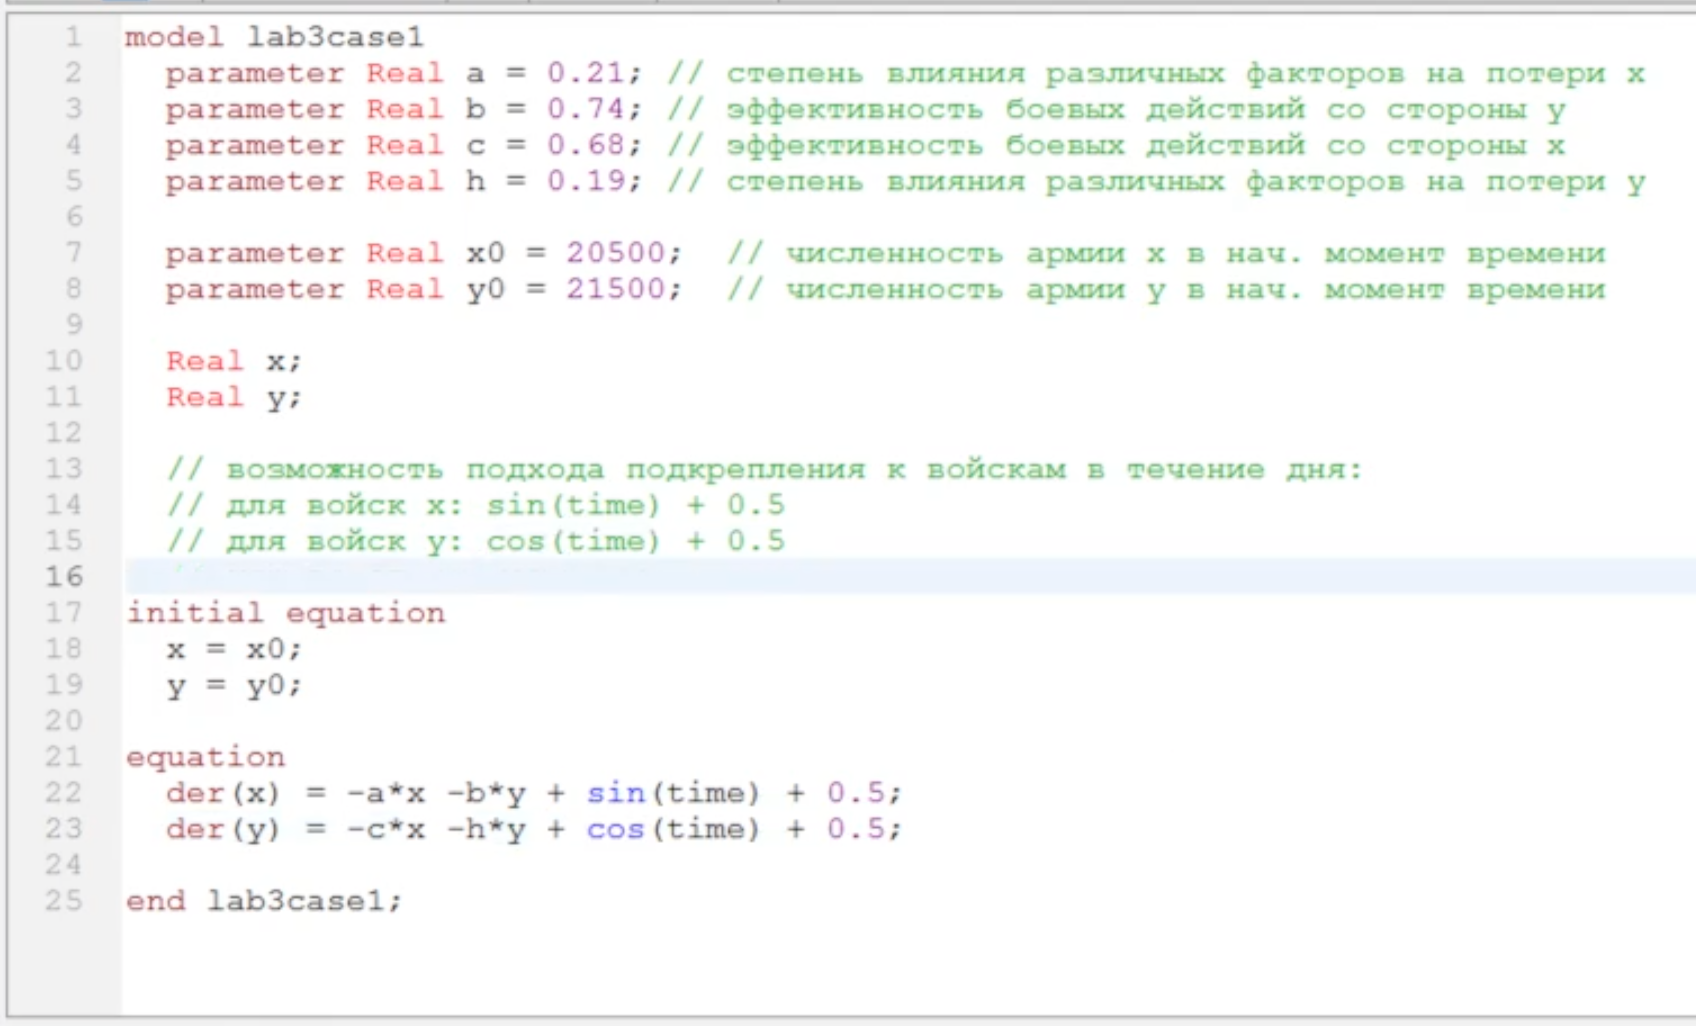 1 model lab3case1
2 parameter Real a = 0.21; // степень влияния различных факторов на потери x
3 parameter Real b = 0.74; // эффективность боевых действий со стороны y
4 parameter Real c = 0.68; // эффективность боевых действий со стороны x
5 parameter Real h = 0.19; // степень влияния различных факторов на потери y
6
7 parameter Real x0 = 20500; // численность армии x в нач. момент времени
8 parameter Real y0 = 21500; // численность армии y в нач. момент времени
9
10 Real x;
11 Real y;
12
13 // возможность подхода подкрепления к войскам в течение дня:
14 // для войск x: sin(time) + 0.5
15 // для войск y: cos(time) + 0.5
16
17 initial equation
18 x = x0;
19 y = y0;
20
21 equation
22 der(x) = -a*x -b*y + sin(time) + 0.5;
23 der(y) = -c*x -h*y + cos(time) + 0.5;
24
25 end lab3case1;